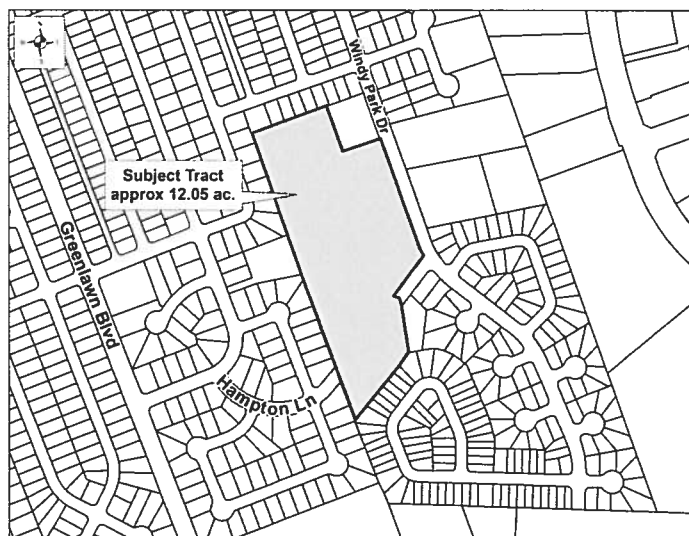 Windy Park Dr
Subject Tract
approx 12.05 ac.
Greenlawn Blvd
Hampton Ln